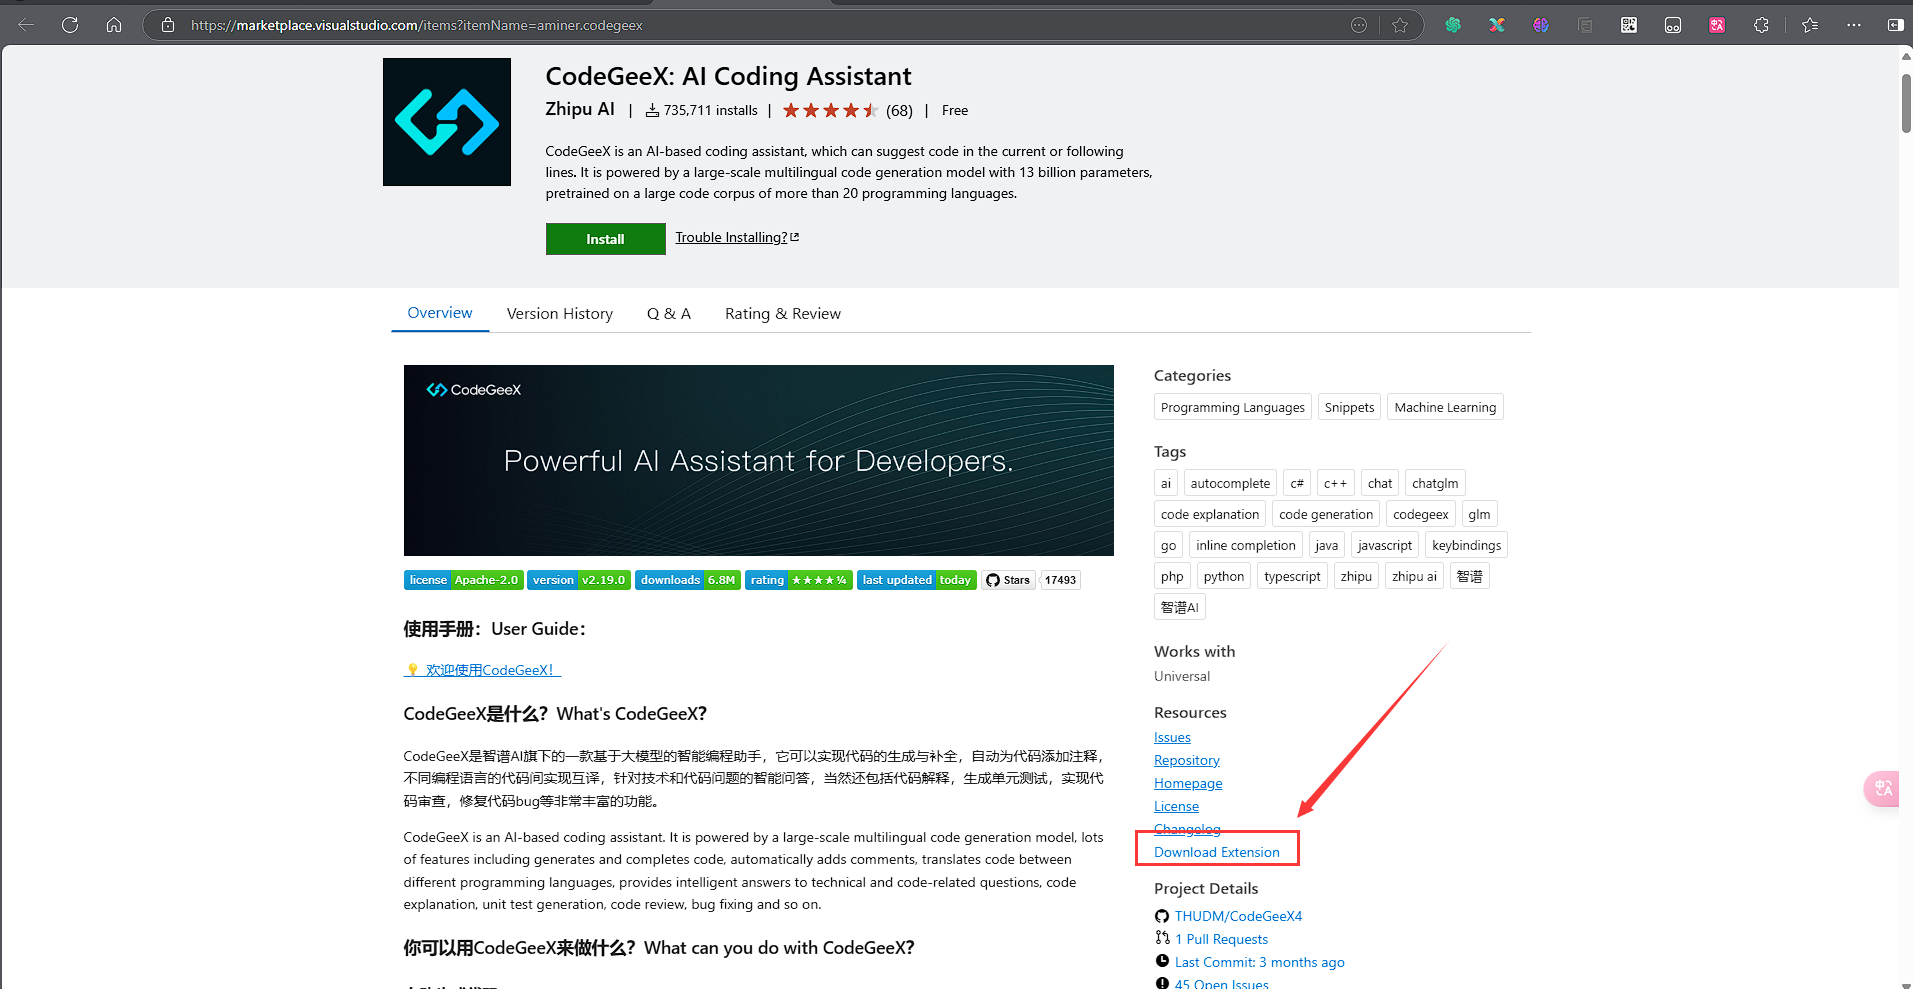 https://marketplace.visualstudio.com/items?itemName=aminer.codegeex
CodeGeeX: AI Coding Assistant
Zhipu AI | 735,711 installs | (68) | Free
CodeGeeX is an AI-based coding assistant, which can suggest code in the current or following
lines. It is powered by a large-scale multilingual code generation model with 13 billion parameters,
pretrained on a large code corpus of more than 20 programming languages.
Install Trouble Installing?
Overview Version History Q & A Rating & Review
CodeGeeX
Powerful AI Assistant for Developers.
license Apache-2.0 version v2.19.0 downloads 6.8M rating ★★★★¼ last updated today Stars 17493
使用手册：User Guide：
💡 欢迎使用CodeGeeX！
CodeGeeX是什么？What's CodeGeeX?
CodeGeeX是智谱AI旗下的一款基于大模型的智能编程助手，它可以实现代码的生成与补全，自动为代码添加注释，
不同编程语言的代码间实现互译，针对技术和代码问题的智能问答，当然还包括代码解释，生成单元测试，实现代
码审查，修复代码bug等非常丰富的功能。
CodeGeeX is an AI-based coding assistant. It is powered by a large-scale multilingual code generation model, lots
of features including generates and completes code, automatically adds comments, translates code between
different programming languages, provides intelligent answers to technical and code-related questions, code
explanation, unit test generation, code review, bug fixing and so on.
你可以用CodeGeeX来做什么？What can you do with CodeGeeX?
Categories
Programming Languages Snippets Machine Learning
Tags
ai autocomplete c# c++ chat chatglm
code explanation code generation codegeex glm
go inline completion java javascript keybindings
php python typescript zhipu zhipu ai 智谱
智谱AI
Works with
Universal
Resources
Issues
Repository
Homepage
License
Changelog
Download Extension
Project Details
THUDM/CodeGeeX4
1 Pull Requests
Last Commit: 3 months ago
45 Open Issues